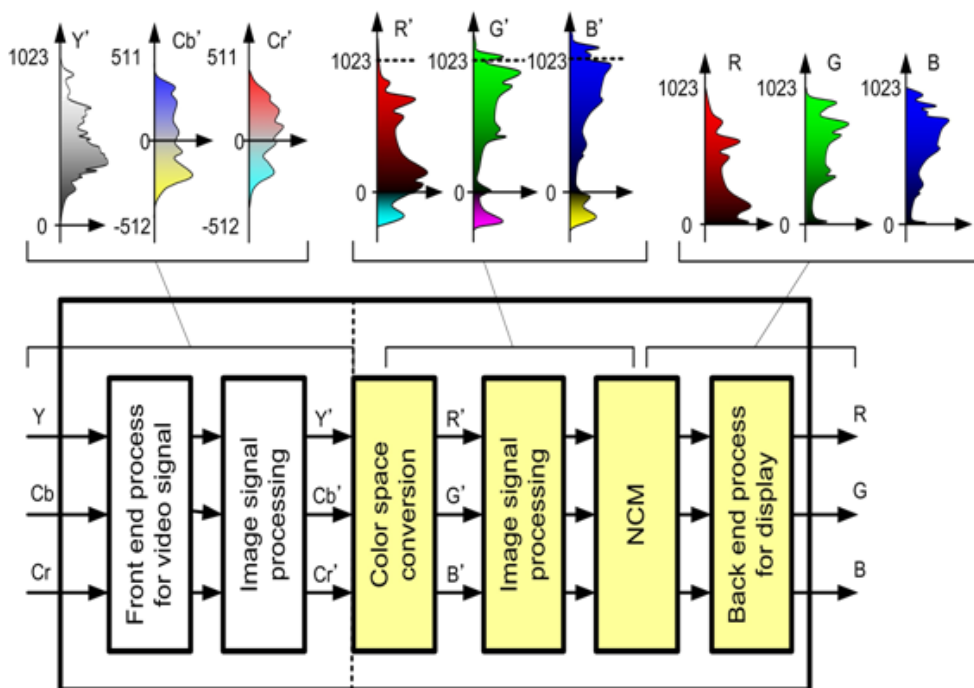 Y’ Cb’ Cr’
1023 511 511
0 0
0 -512 -512
R’ G’ B’
1023 1023 1023
0 0 0
R G B
1023 1023 1023
0 0 0
Y
Cb
Cr
Front end process
for video signal
Image signal
processing
Y’
Cb’
Cr’
Color space
conversion
R’
G’
B’
Image signal
processing
NCM
Back end process
for display
R
G
B